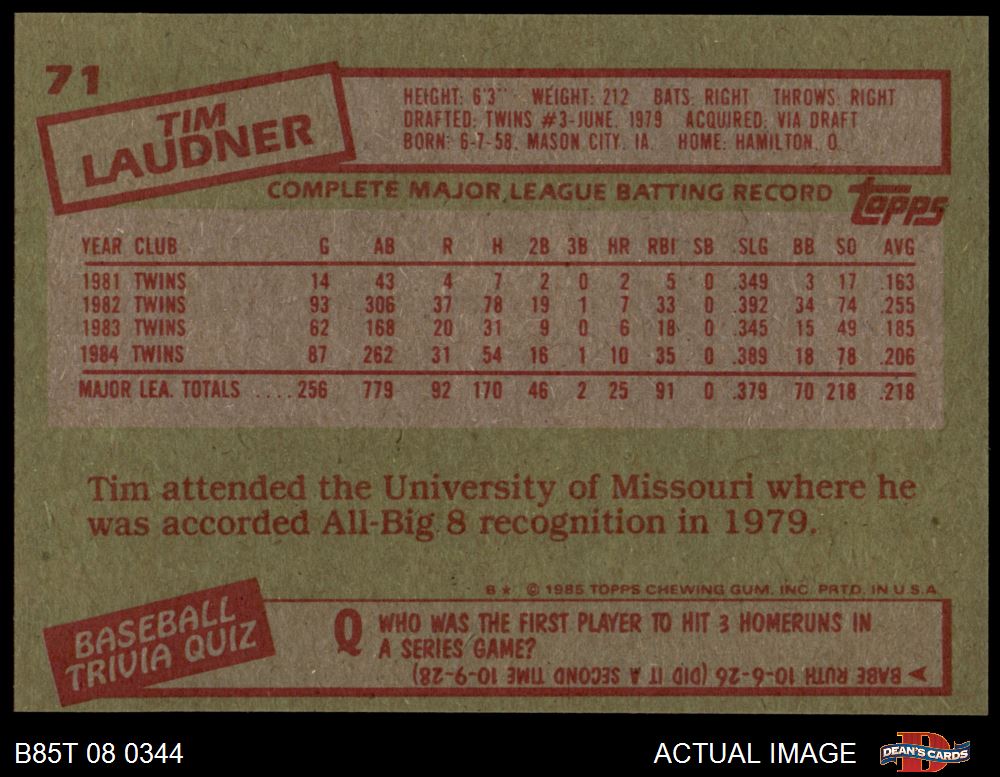 71
TIM
LAUDNER
HEIGHT: 6'3" WEIGHT: 212 BATS: RIGHT THROWS: RIGHT
DRAFTED: TWINS #3-JUNE, 1979 ACQUIRED: VIA DRAFT
BORN: 6-7-58, MASON CITY, IA. HOME: HAMILTON, O.
COMPLETE MAJOR LEAGUE BATTING RECORD
topps
YEAR CLUB G AB R H 2B 3B HR RBI SB SLG BB SO AVG
1981 TWINS 14 43 4 7 2 0 2 5 0 .349 3 17 .163
1982 TWINS 93 306 37 78 19 1 7 33 0 .392 34 74 .255
1983 TWINS 62 168 20 31 9 0 6 18 0 .345 15 49 .185
1984 TWINS 87 262 31 54 16 1 10 35 0 .389 18 78 .206
MAJOR LEA. TOTALS ....256 779 92 170 46 2 25 91 0 .379 70 218 .218
Tim attended the University of Missouri where he
was accorded All-Big 8 recognition in 1979.
B★ © 1985 TOPPS CHEWING GUM, INC. PRTD. IN U.S.A.
BASEBALL
TRIVIA QUIZ
Q WHO WAS THE FIRST PLAYER TO HIT 3 HOMERUNS IN
A SERIES GAME?
BABE RUTH 10-6-26 (DID IT A SECOND TIME 10-9-28)
B85T 08 0344
ACTUAL IMAGE
D
DEAN'S CARDS